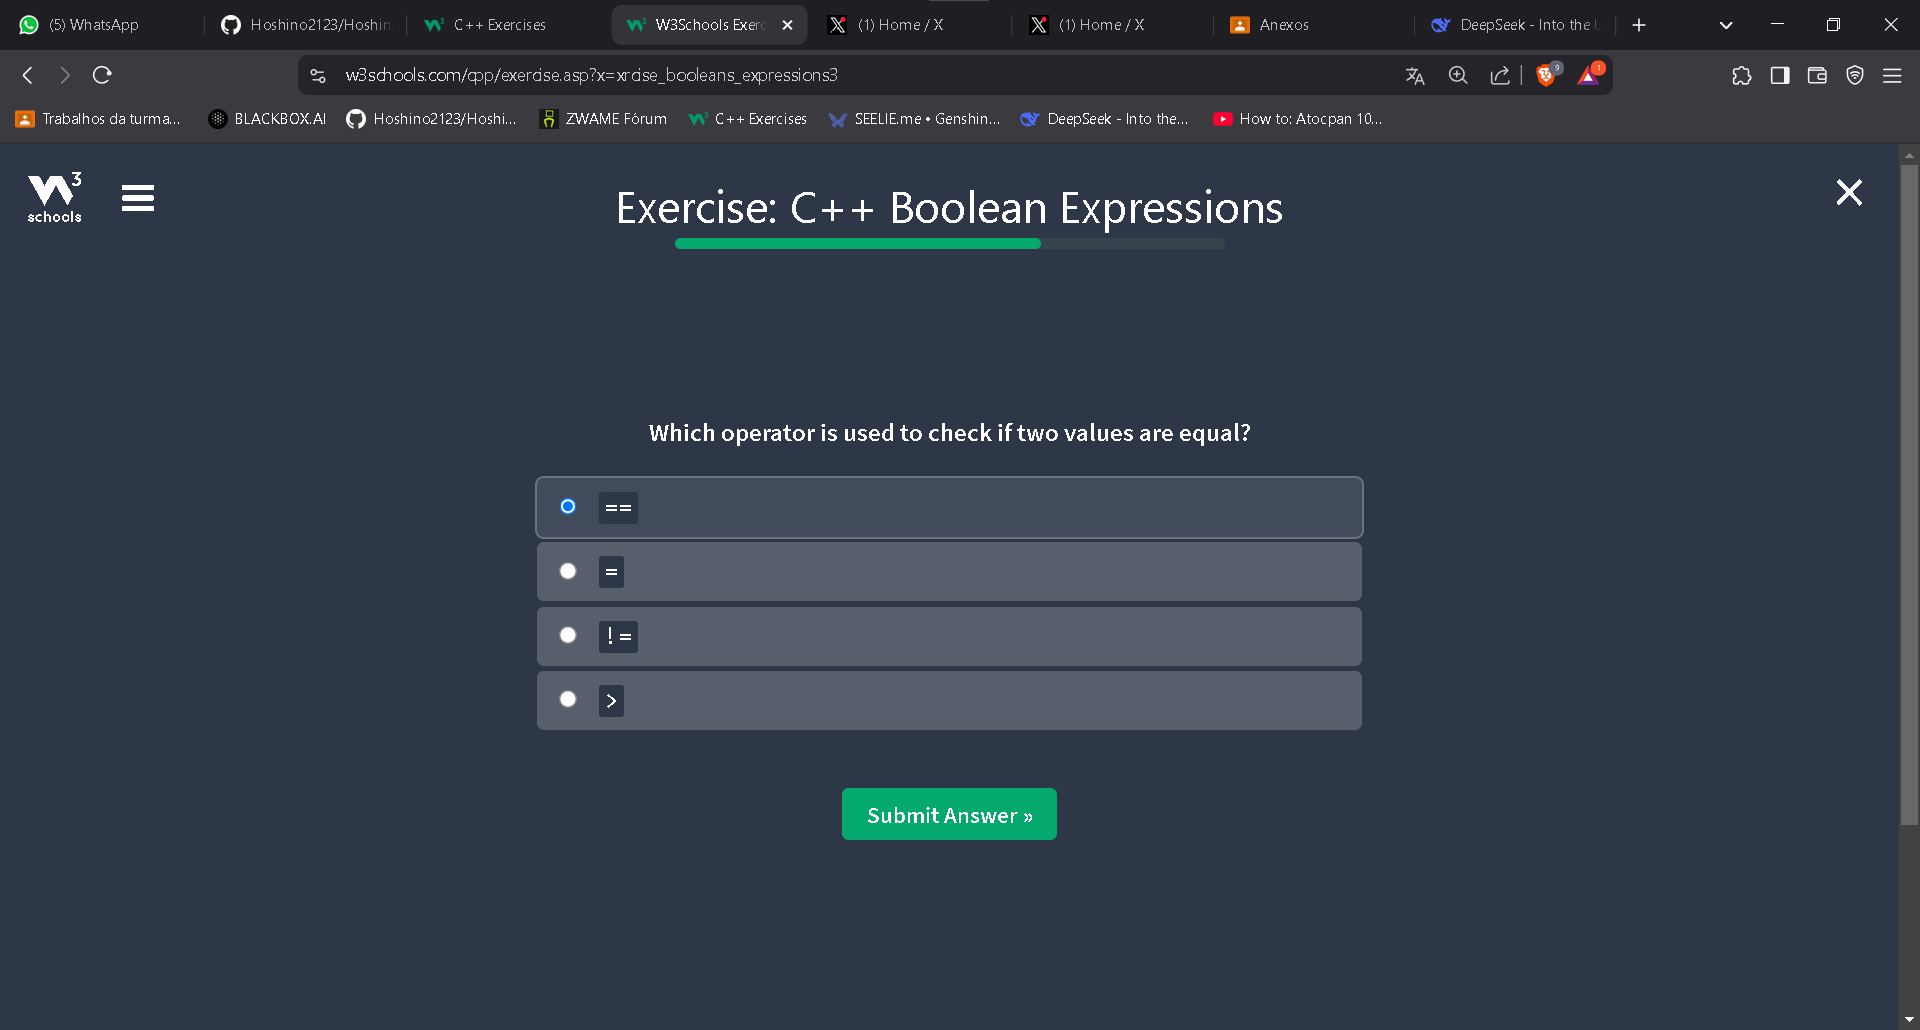 (5) WhatsApp
Hoshino2123/Hoshin
C++ Exercises
W3Schools Exerc
(1) Home / X
(1) Home / X
Anexos
DeepSeek - Into the U
w3schools.com/cpp/exercise.asp?x=xrcise_booleans_expressions3
9
1
Trabalhos da turma...
BLACKBOX.AI
Hoshino2123/Hoshi...
ZWAME Fórum
C++ Exercises
SEELIE.me • Genshin...
DeepSeek - Into the...
How to: Atocpan 10...
W3
schools
Exercise: C++ Boolean Expressions
Which operator is used to check if two values are equal?
==
=
!=
>
Submit Answer »